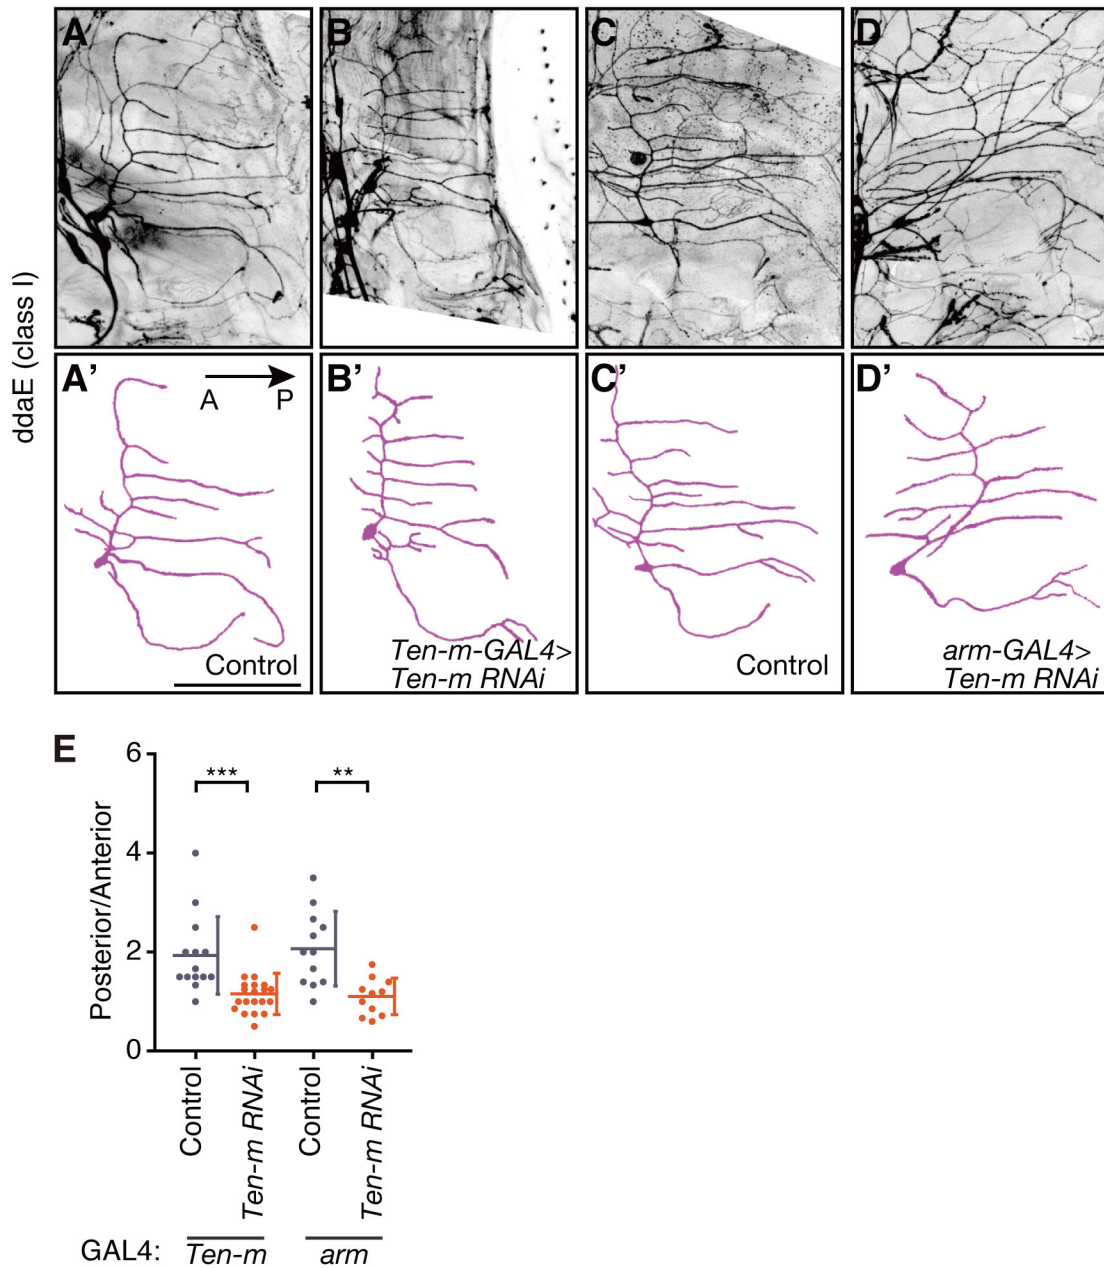 A
B
C
D
ddaE (class I)
A’
A
P
Control
B’
Ten-m-GAL4>
Ten-m RNAi
C’
Control
D’
arm-GAL4>
Ten-m RNAi
E
6
4
2
0
Posterior/Anterior
***
**
Control
Ten-m RNAi
Control
Ten-m RNAi
GAL4:
Ten-m
arm